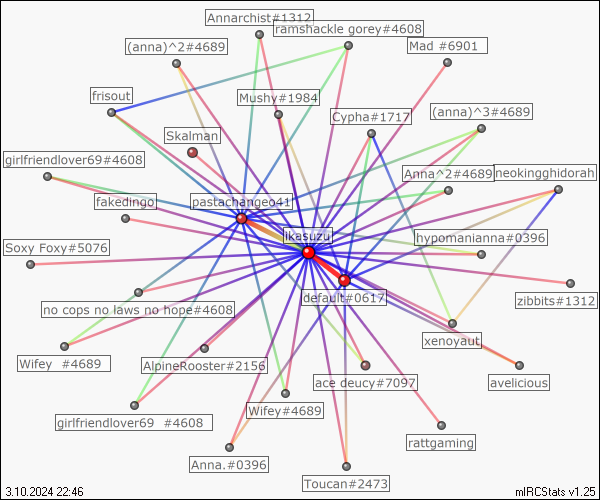 Annarchist#1312
ramshackle gorey#4608
(anna)^2#4689
Mad #6901
frisout
Mushy#1984
Cypha#1717
(anna)^3#4689
Skalman
girlfriendlover69#4608
Anna^2#4689
neokingghidorah
fakedingo
pastachangeo41
ikasuzu
hypomanianna#0396
Soxy Foxy#5076
default#0617
zibbits#1312
no cops no laws no hope#4608
xenoyaut
Wifey #4689
AlpineRooster#2156
ace deucy#7097
avelicious
girlfriendlover69 #4608
Wifey#4689
rattgaming
Anna.#0396
Toucan#2473
3.10.2024 22:46
mIRCStats v1.25